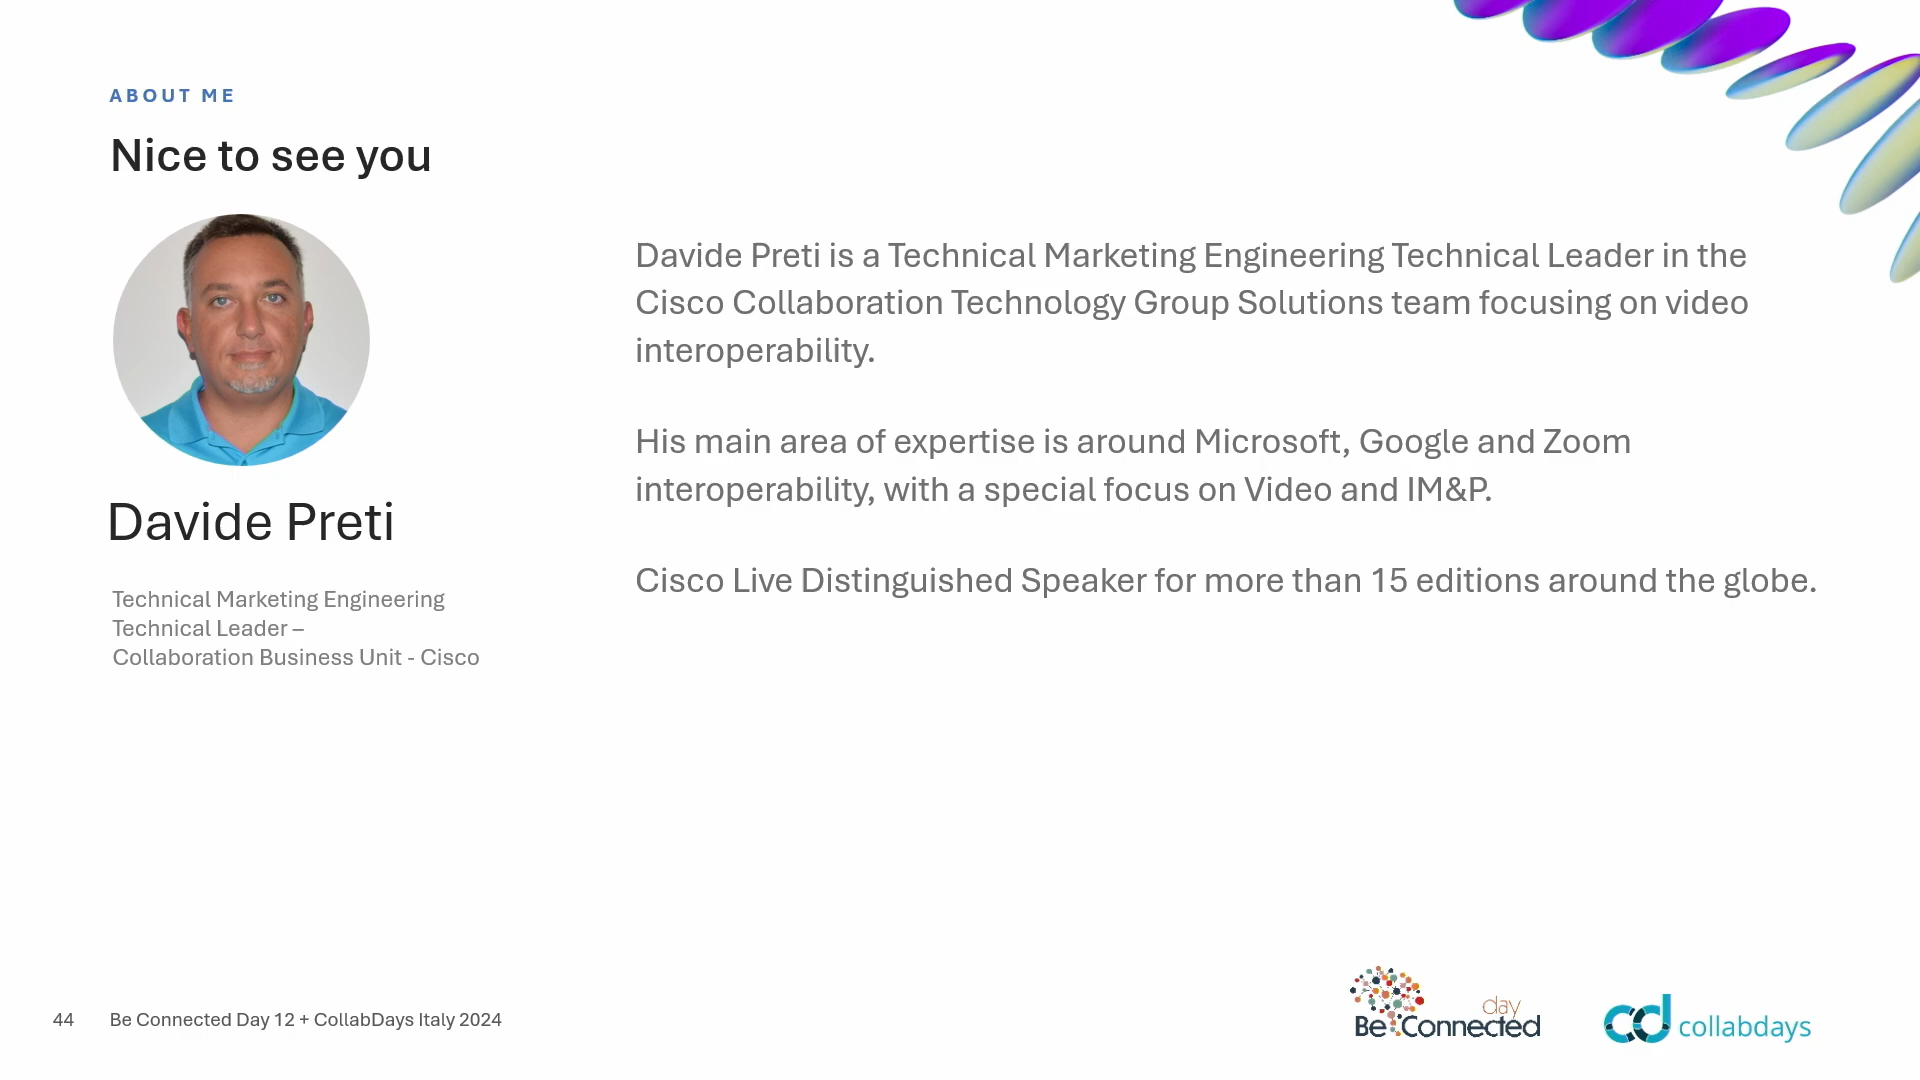 ABOUT ME
Nice to see you
Davide Preti
Technical Marketing Engineering
Technical Leader –
Collaboration Business Unit - Cisco
Davide Preti is a Technical Marketing Engineering Technical Leader in the
Cisco Collaboration Technology Group Solutions team focusing on video
interoperability.
His main area of expertise is around Microsoft, Google and Zoom
interoperability, with a special focus on Video and IM&P.
Cisco Live Distinguished Speaker for more than 15 editions around the globe.
44 Be Connected Day 12 + CollabDays Italy 2024
day
Be Connected
cd collabdays